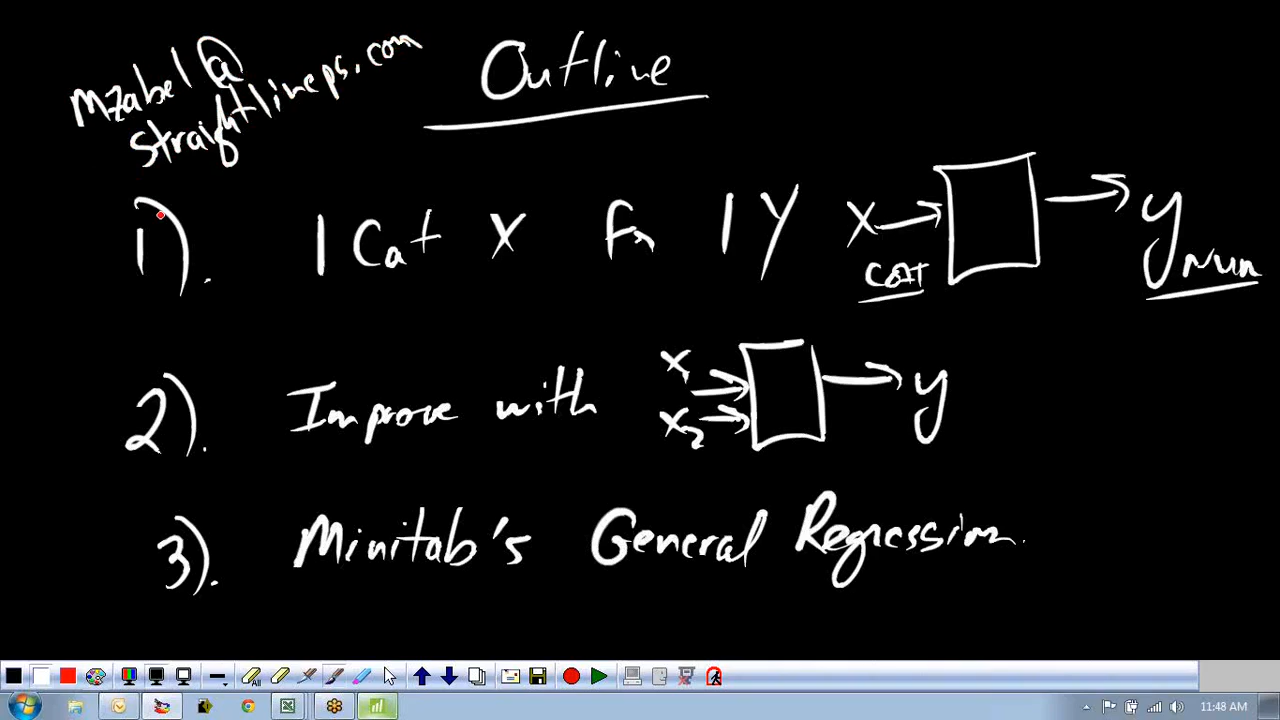 Outline
Mzabel @
straightlineps.com
1). 1 Cat X Fn 1 Y X cat y Num
2). Improve with X1 X2 y
3). Minitab's General Regression.
All
11:48 AM